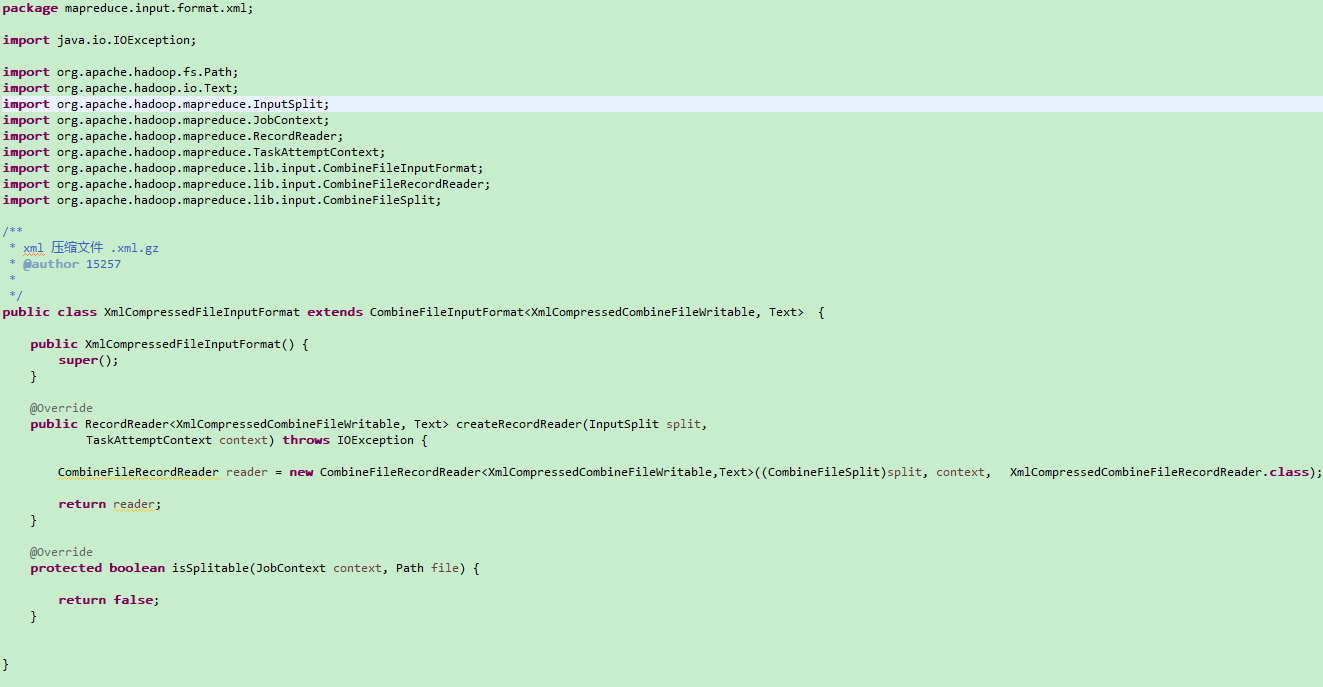 package mapreduce.input.format.xml;
import java.io.IOException;
import org.apache.hadoop.fs.Path;
import org.apache.hadoop.io.Text;
import org.apache.hadoop.mapreduce.InputSplit;
import org.apache.hadoop.mapreduce.JobContext;
import org.apache.hadoop.mapreduce.RecordReader;
import org.apache.hadoop.mapreduce.TaskAttemptContext;
import org.apache.hadoop.mapreduce.lib.input.CombineFileInputFormat;
import org.apache.hadoop.mapreduce.lib.input.CombineFileRecordReader;
import org.apache.hadoop.mapreduce.lib.input.CombineFileSplit;
/**
 * xml 压缩文件 .xml.gz
 * @author 15257
 *
 */
public class XmlCompressedFileInputFormat extends CombineFileInputFormat<XmlCompressedCombineFileWritable, Text>  {
    public XmlCompressedFileInputFormat() {
        super();
    }
    @Override
    public RecordReader<XmlCompressedCombineFileWritable, Text> createRecordReader(InputSplit split,
            TaskAttemptContext context) throws IOException {
        CombineFileRecordReader reader = new CombineFileRecordReader<XmlCompressedCombineFileWritable,Text>((CombineFileSplit)split, context,  XmlCompressedCombineFileRecordReader.class);
        return reader;
    }
    @Override
    protected boolean isSplitable(JobContext context, Path file) {
        return false;
    }
}